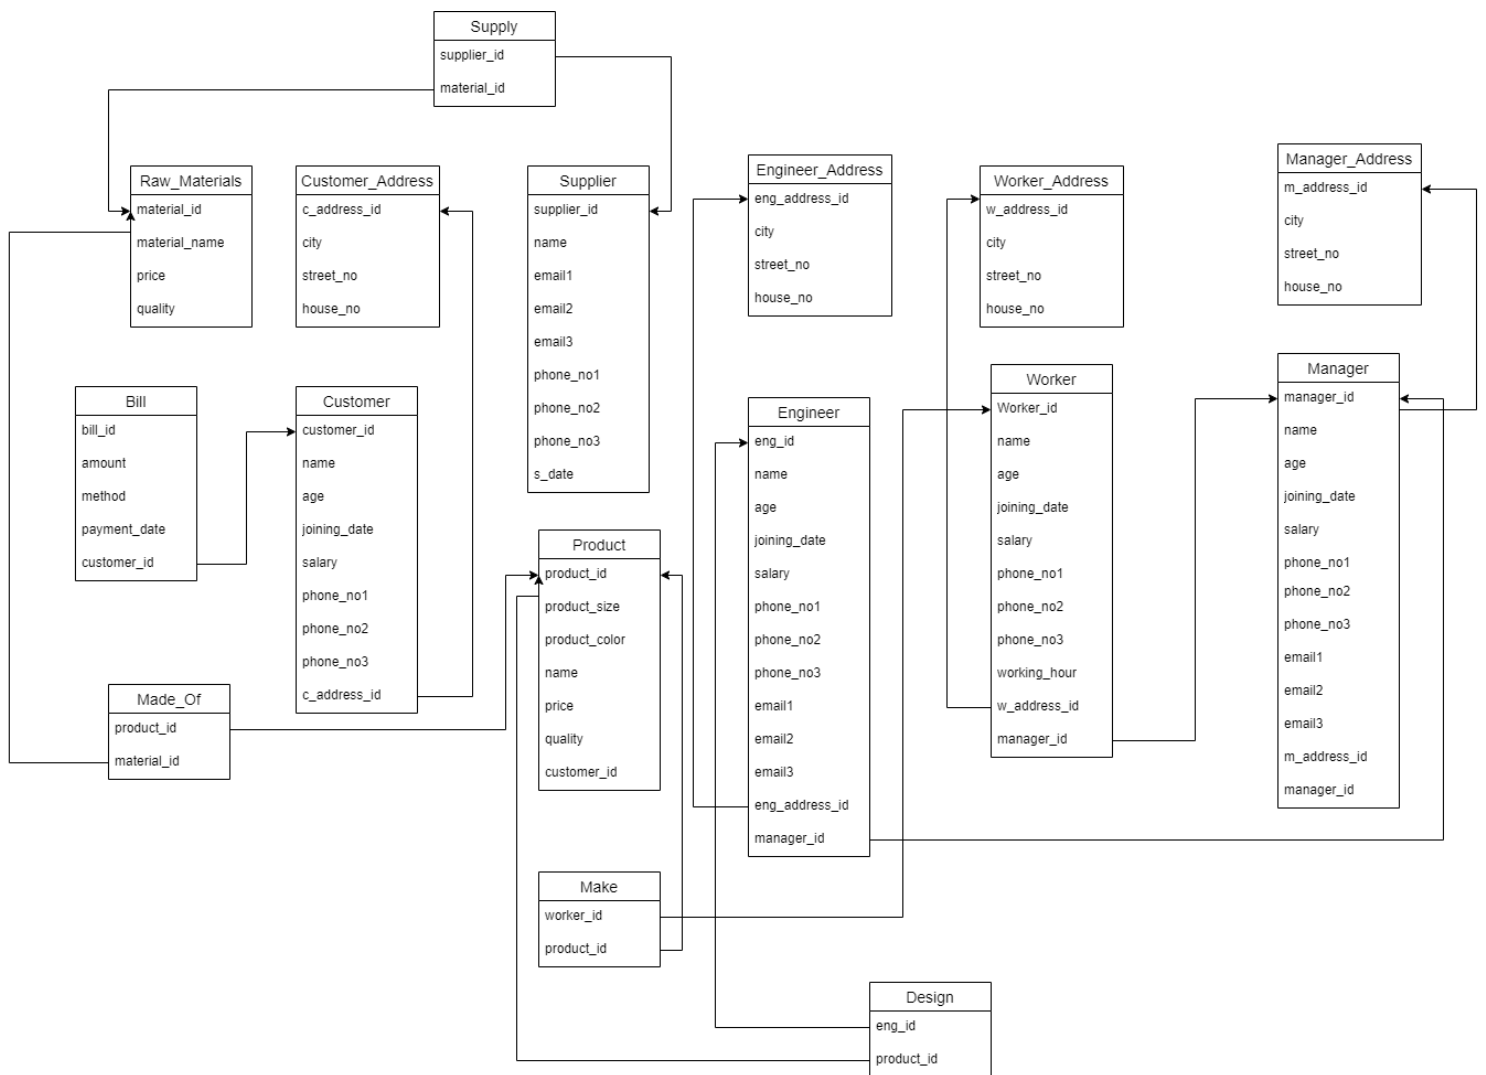 Supply
supplier_id
material_id
Raw_Materials
material_id
material_name
price
quality
Customer_Address
c_address_id
city
street_no
house_no
Supplier
supplier_id
name
email1
email2
email3
phone_no1
phone_no2
phone_no3
s_date
Engineer_Address
eng_address_id
city
street_no
house_no
Worker_Address
w_address_id
city
street_no
house_no
Manager_Address
m_address_id
city
street_no
house_no
Bill
bill_id
amount
method
payment_date
customer_id
Customer
customer_id
name
age
joining_date
salary
phone_no1
phone_no2
phone_no3
c_address_id
Product
product_id
product_size
product_color
name
price
quality
customer_id
Engineer
eng_id
name
age
joining_date
salary
phone_no1
phone_no2
phone_no3
email1
email2
email3
eng_address_id
manager_id
Worker
Worker_id
name
age
joining_date
salary
phone_no1
phone_no2
phone_no3
working_hour
w_address_id
manager_id
Manager
manager_id
name
age
joining_date
salary
phone_no1
phone_no2
phone_no3
email1
email2
email3
m_address_id
manager_id
Made_Of
product_id
material_id
Make
worker_id
product_id
Design
eng_id
product_id